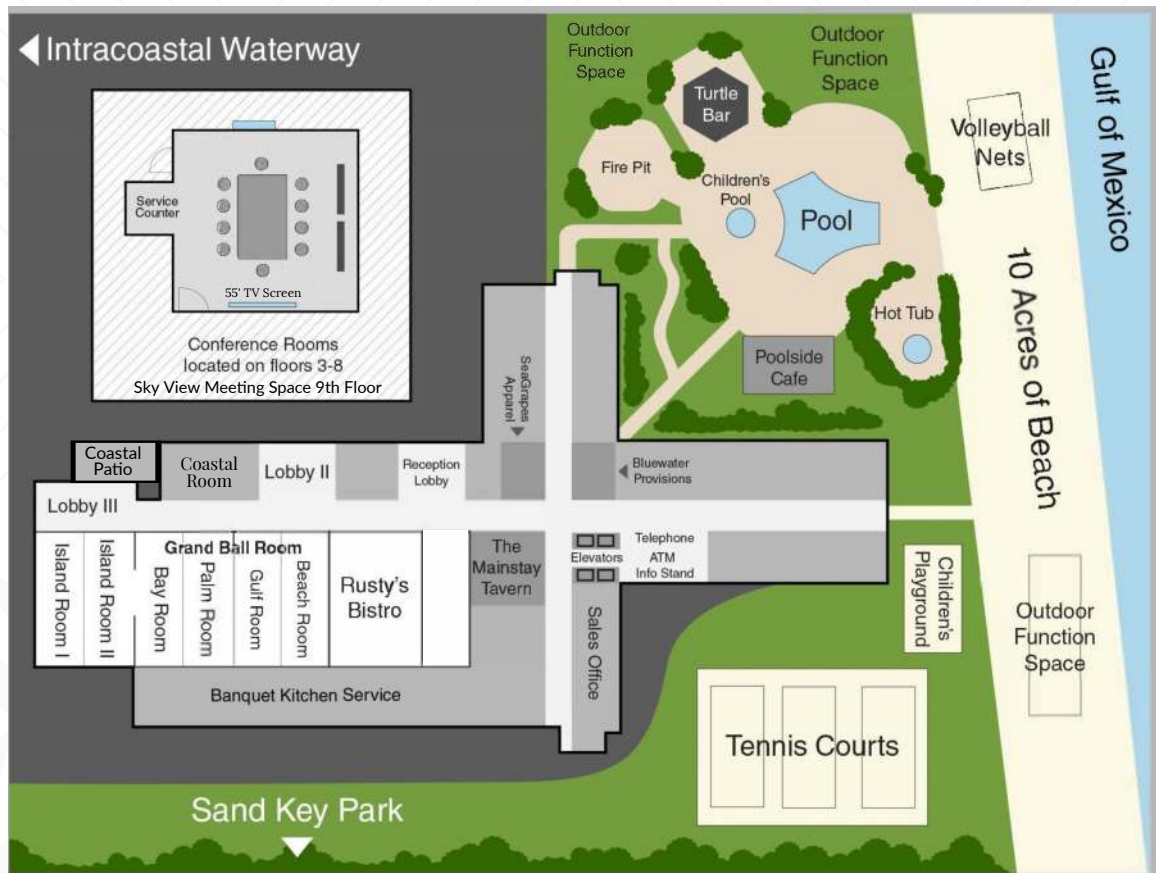 Intracoastal Waterway
Outdoor
Function
Space
Outdoor
Function
Space
Turtle
Bar
Fire Pit
Children's
Pool
Pool
Hot Tub
Poolside
Cafe
Volleyball
Nets
Gulf of Mexico
10 Acres of Beach
Service
Counter
55' TV Screen
Conference Rooms
located on floors 3-8
Sky View Meeting Space 9th Floor
SeaGrapes
Apparel
Coastal
Patio
Coastal
Room
Lobby II
Reception
Lobby
Bluewater
Provisions
Lobby III
Island Room I
Island Room II
Grand Ball Room
Bay Room
Palm Room
Gulf Room
Beach Room
Rusty's
Bistro
The
Mainstay
Tavern
Elevators
Telephone
ATM
Info Stand
Sales Office
Banquet Kitchen Service
Children's
Playground
Outdoor
Function
Space
Tennis Courts
Sand Key Park